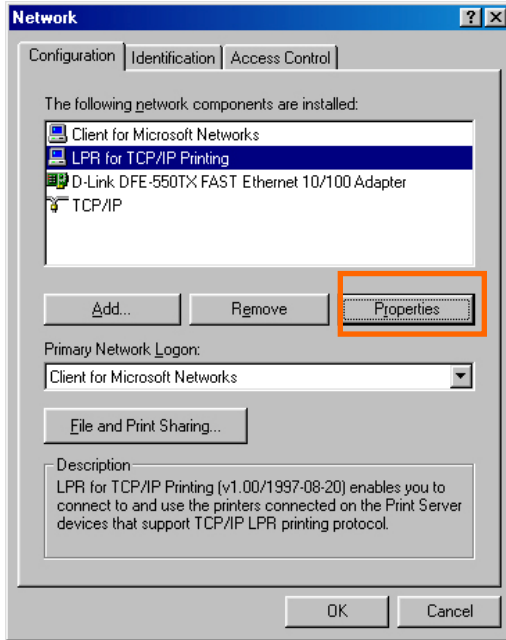 Network
Configuration Identification Access Control
The following network components are installed:
Client for Microsoft Networks
LPR for TCP/IP Printing
D-Link DFE-550TX FAST Ethernet 10/100 Adapter
TCP/IP
Add... Remove Properties
Primary Network Logon:
Client for Microsoft Networks
File and Print Sharing...
Description
LPR for TCP/IP Printing (v1.00/1997-08-20) enables you to
connect to and use the printers connected on the Print Server
devices that support TCP/IP LPR printing protocol.
OK Cancel